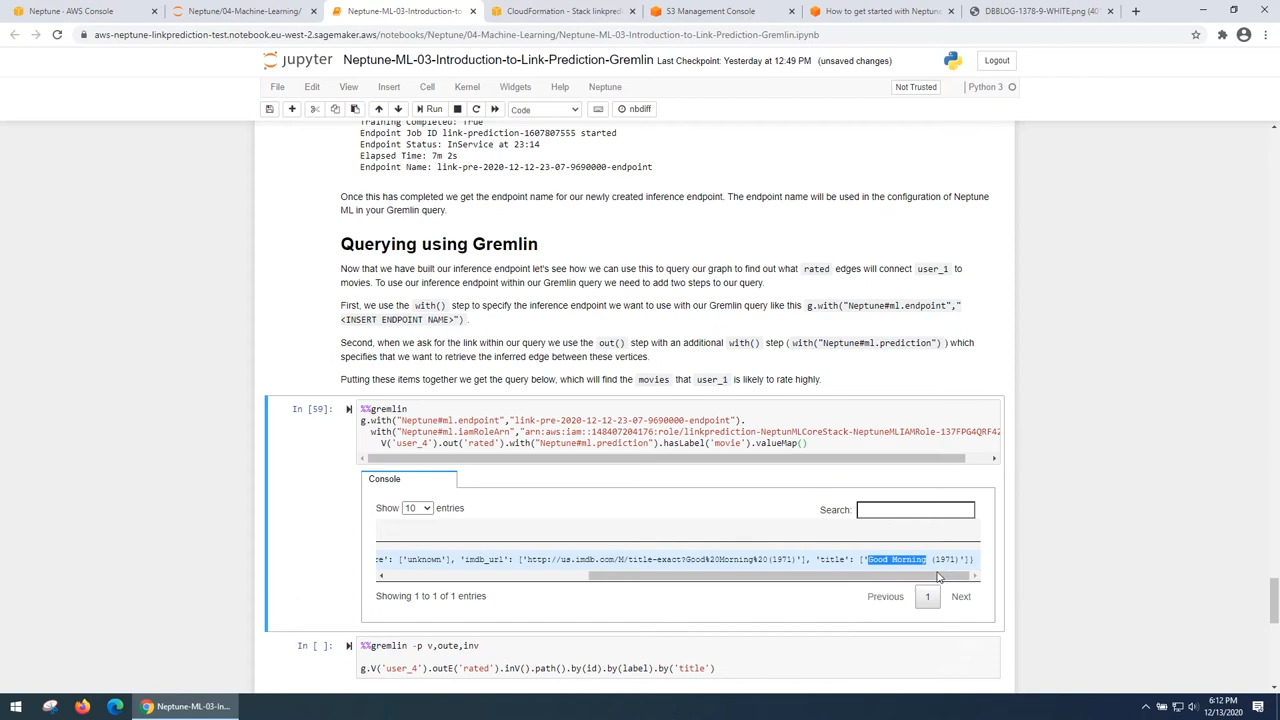 Neptune - AWS Console
Neptune/04-Machine-Learning/
Neptune-ML-03-Introduction-to-
CloudFormation - Stack linkpredi
S3 Management Console
How to get started with Neptune
DBBLOG-1378-9-WHITE.png (40
aws-neptune-linkprediction-test.notebook.eu-west-2.sagemaker.aws/notebooks/Neptune/04-Machine-Learning/Neptune-ML-03-Introduction-to-Link-Prediction-Gremlin.ipynb
jupyter Neptune-ML-03-Introduction-to-Link-Prediction-Gremlin Last Checkpoint: Yesterday at 12:49 PM (unsaved changes) Logout
File Edit View Insert Cell Kernel Widgets Help Neptune Not Trusted Python 3
Run Code nbdiff
Training Completed: True
Endpoint Job ID link-prediction-1607807555 started
Endpoint Status: InService at 23:14
Elapsed Time: 7m 2s
Endpoint Name: link-pre-2020-12-12-23-07-9690000-endpoint
Once this has completed we get the endpoint name for our newly created inference endpoint. The endpoint name will be used in the configuration of Neptune
ML in your Gremlin query.
Querying using Gremlin
Now that we have built our inference endpoint let's see how we can use this to query our graph to find out what rated edges will connect user_1 to
movies. To use our inference endpoint within our Gremlin query we need to add two steps to our query.
First, we use the with() step to specify the inference endpoint we want to use with our Gremlin query like this g.with("Neptune#ml.endpoint","
<INSERT ENDPOINT NAME>") .
Second, when we ask for the link within our query we use the out() step with an additional with() step ( with("Neptune#ml.prediction") ) which
specifies that we want to retrieve the inferred edge between these vertices.
Putting these items together we get the query below, which will find the movies that user_1 is likely to rate highly.
In [59]: %%gremlin
g.with("Neptune#ml.endpoint","link-pre-2020-12-12-23-07-9690000-endpoint").
with("Neptune#ml.iamRoleArn","arn:aws:iam::148407204176:role/linkprediction-NeptunMLCoreStack-NeptuneMLIAMRole-137FPG4QRF42
V('user_4').out('rated').with("Neptune#ml.prediction").hasLabel('movie').valueMap()
Console
Show 10 entries Search:
re': ['unknown'], 'imdb_url': ['http://us.imdb.com/M/title-exact?Good%20Morning%20(1971)'], 'title': ['Good Morning (1971)'])
Showing 1 to 1 of 1 entries Previous 1 Next
In [ ]: %%gremlin -p v,oute,inv
g.V('user_4').outE('rated').inV().path().by(id).by(label).by('title')
Neptune-ML-03-In...
6:12 PM
12/13/2020